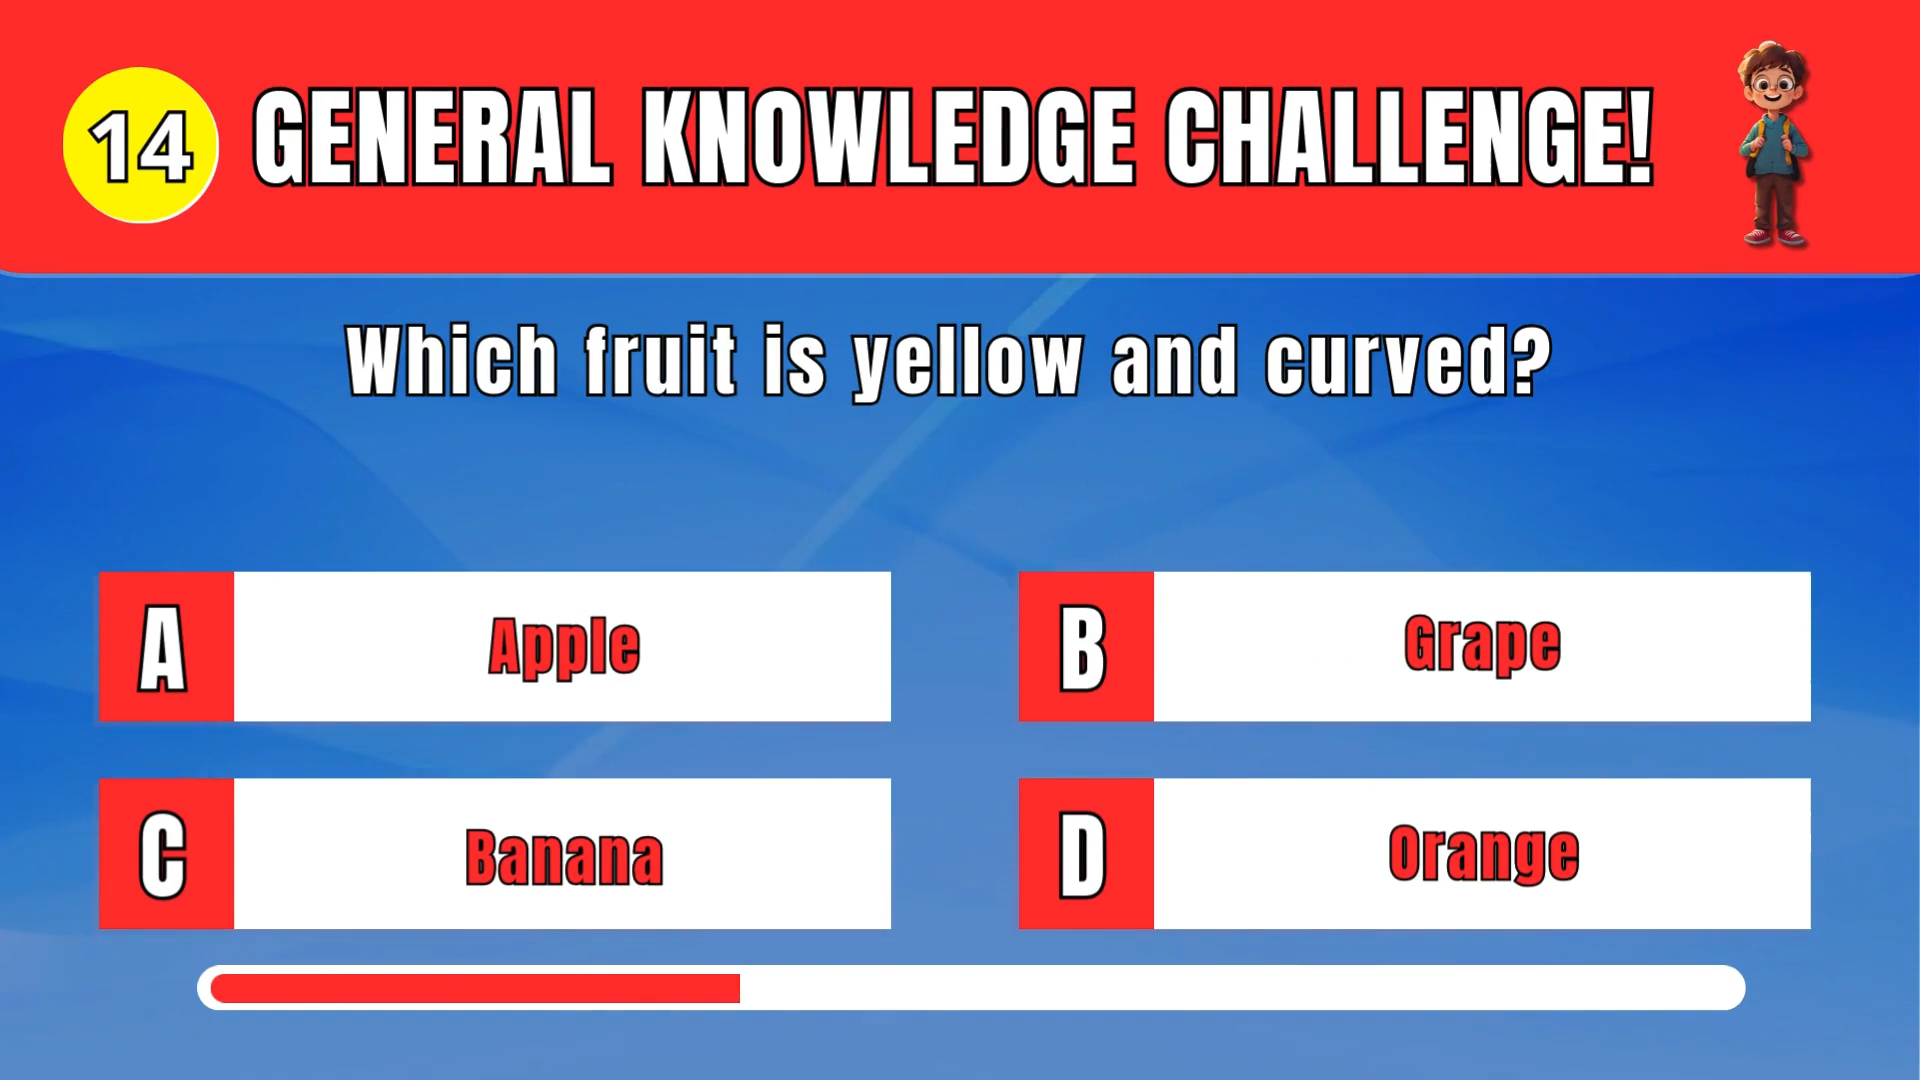 14
GENERAL KNOWLEDGE CHALLENGE!
Which fruit is yellow and curved?
A
Apple
B
Grape
C
Banana
D
Orange